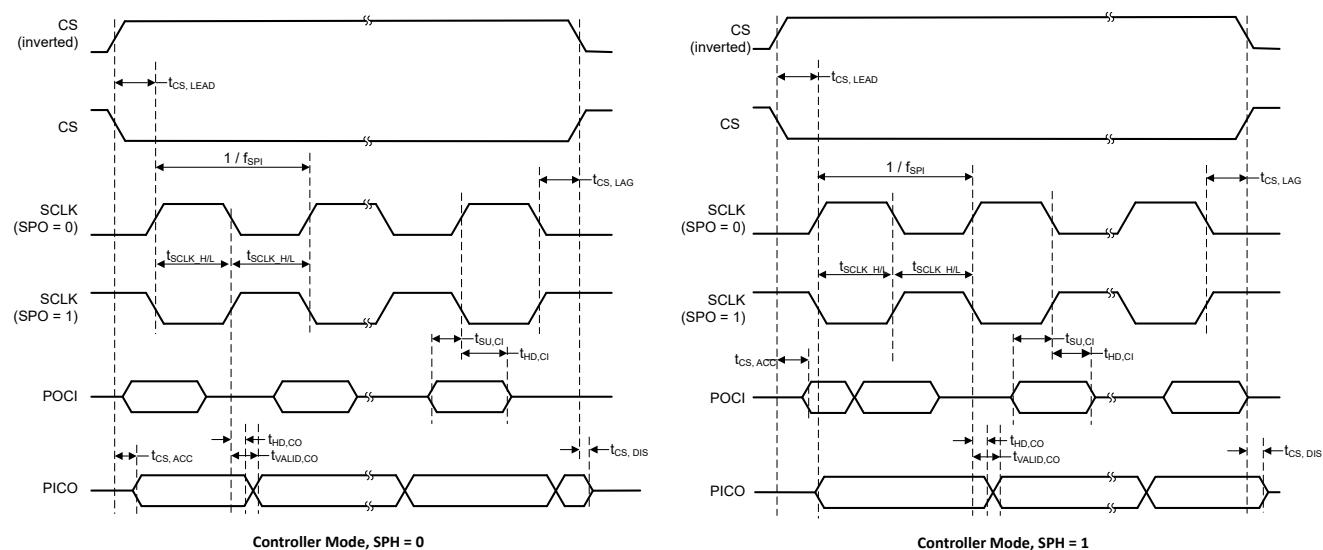 CS
(inverted)
tCS, LEAD
CS
1 / fSPI
tCS, LAG
SCLK
(SPO = 0)
tSCLK_H/L
tSCLK_H/L
SCLK
(SPO = 1)
tSU,CI
tHD,CI
POCI
tHD,CO
tCS, ACC
tVALID,CO
tCS, DIS
PICO
Controller Mode, SPH = 0
CS
(inverted)
tCS, LEAD
CS
1 / fSPI
tCS, LAG
SCLK
(SPO = 0)
tSCLK_H/L
tSCLK_H/L
SCLK
(SPO = 1)
tSU,CI
tCS, ACC
tHD,CI
POCI
tHD,CO
tVALID,CO
tCS, DIS
PICO
Controller Mode, SPH = 1